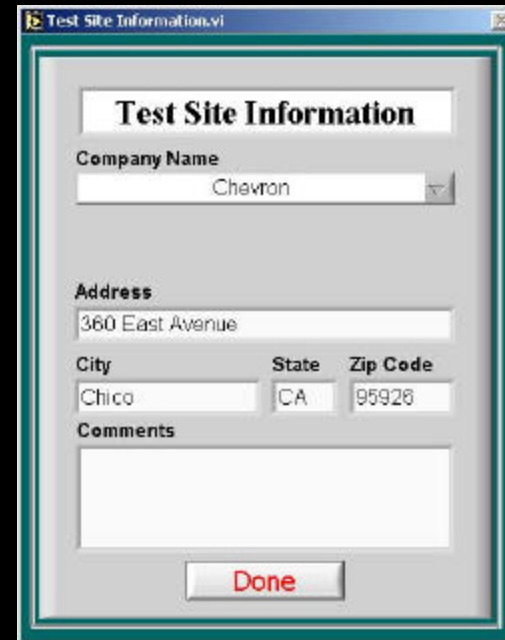 Test Site Information.vi
Test Site Information
Company Name
Chevron
Address
360 East Avenue
City State Zip Code
Chico CA 95926
Comments
Done